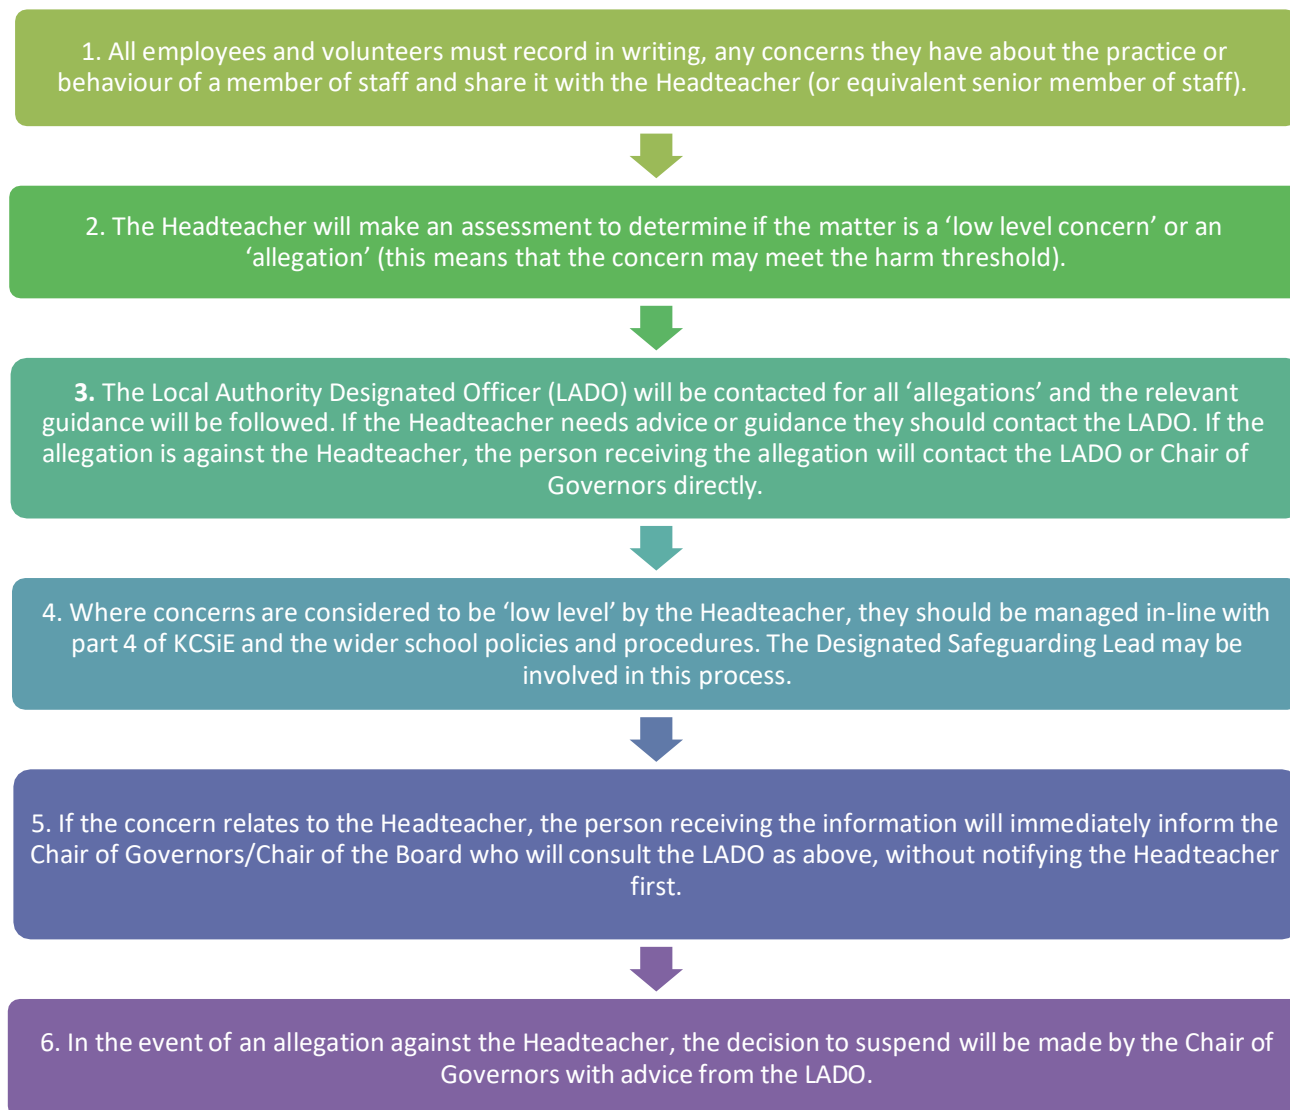 1. All employees and volunteers must record in writing, any concerns they have about the practice or
behaviour of a member of staff and share it with the Headteacher (or equivalent senior member of staff).
2. The Headteacher will make an assessment to determine if the matter is a ‘low level concern’ or an
‘allegation’ (this means that the concern may meet the harm threshold).
3. The Local Authority Designated Officer (LADO) will be contacted for all ‘allegations’ and the relevant
guidance will be followed. If the Headteacher needs advice or guidance they should contact the LADO. If the
allegation is against the Headteacher, the person receiving the allegation will contact the LADO or Chair of
Governors directly.
4. Where concerns are considered to be ‘low level’ by the Headteacher, they should be managed in-line with
part 4 of KCSiE and the wider school policies and procedures. The Designated Safeguarding Lead may be
involved in this process.
5. If the concern relates to the Headteacher, the person receiving the information will immediately inform the
Chair of Governors/Chair of the Board who will consult the LADO as above, without notifying the Headteacher
first.
6. In the event of an allegation against the Headteacher, the decision to suspend will be made by the Chair of
Governors with advice from the LADO.